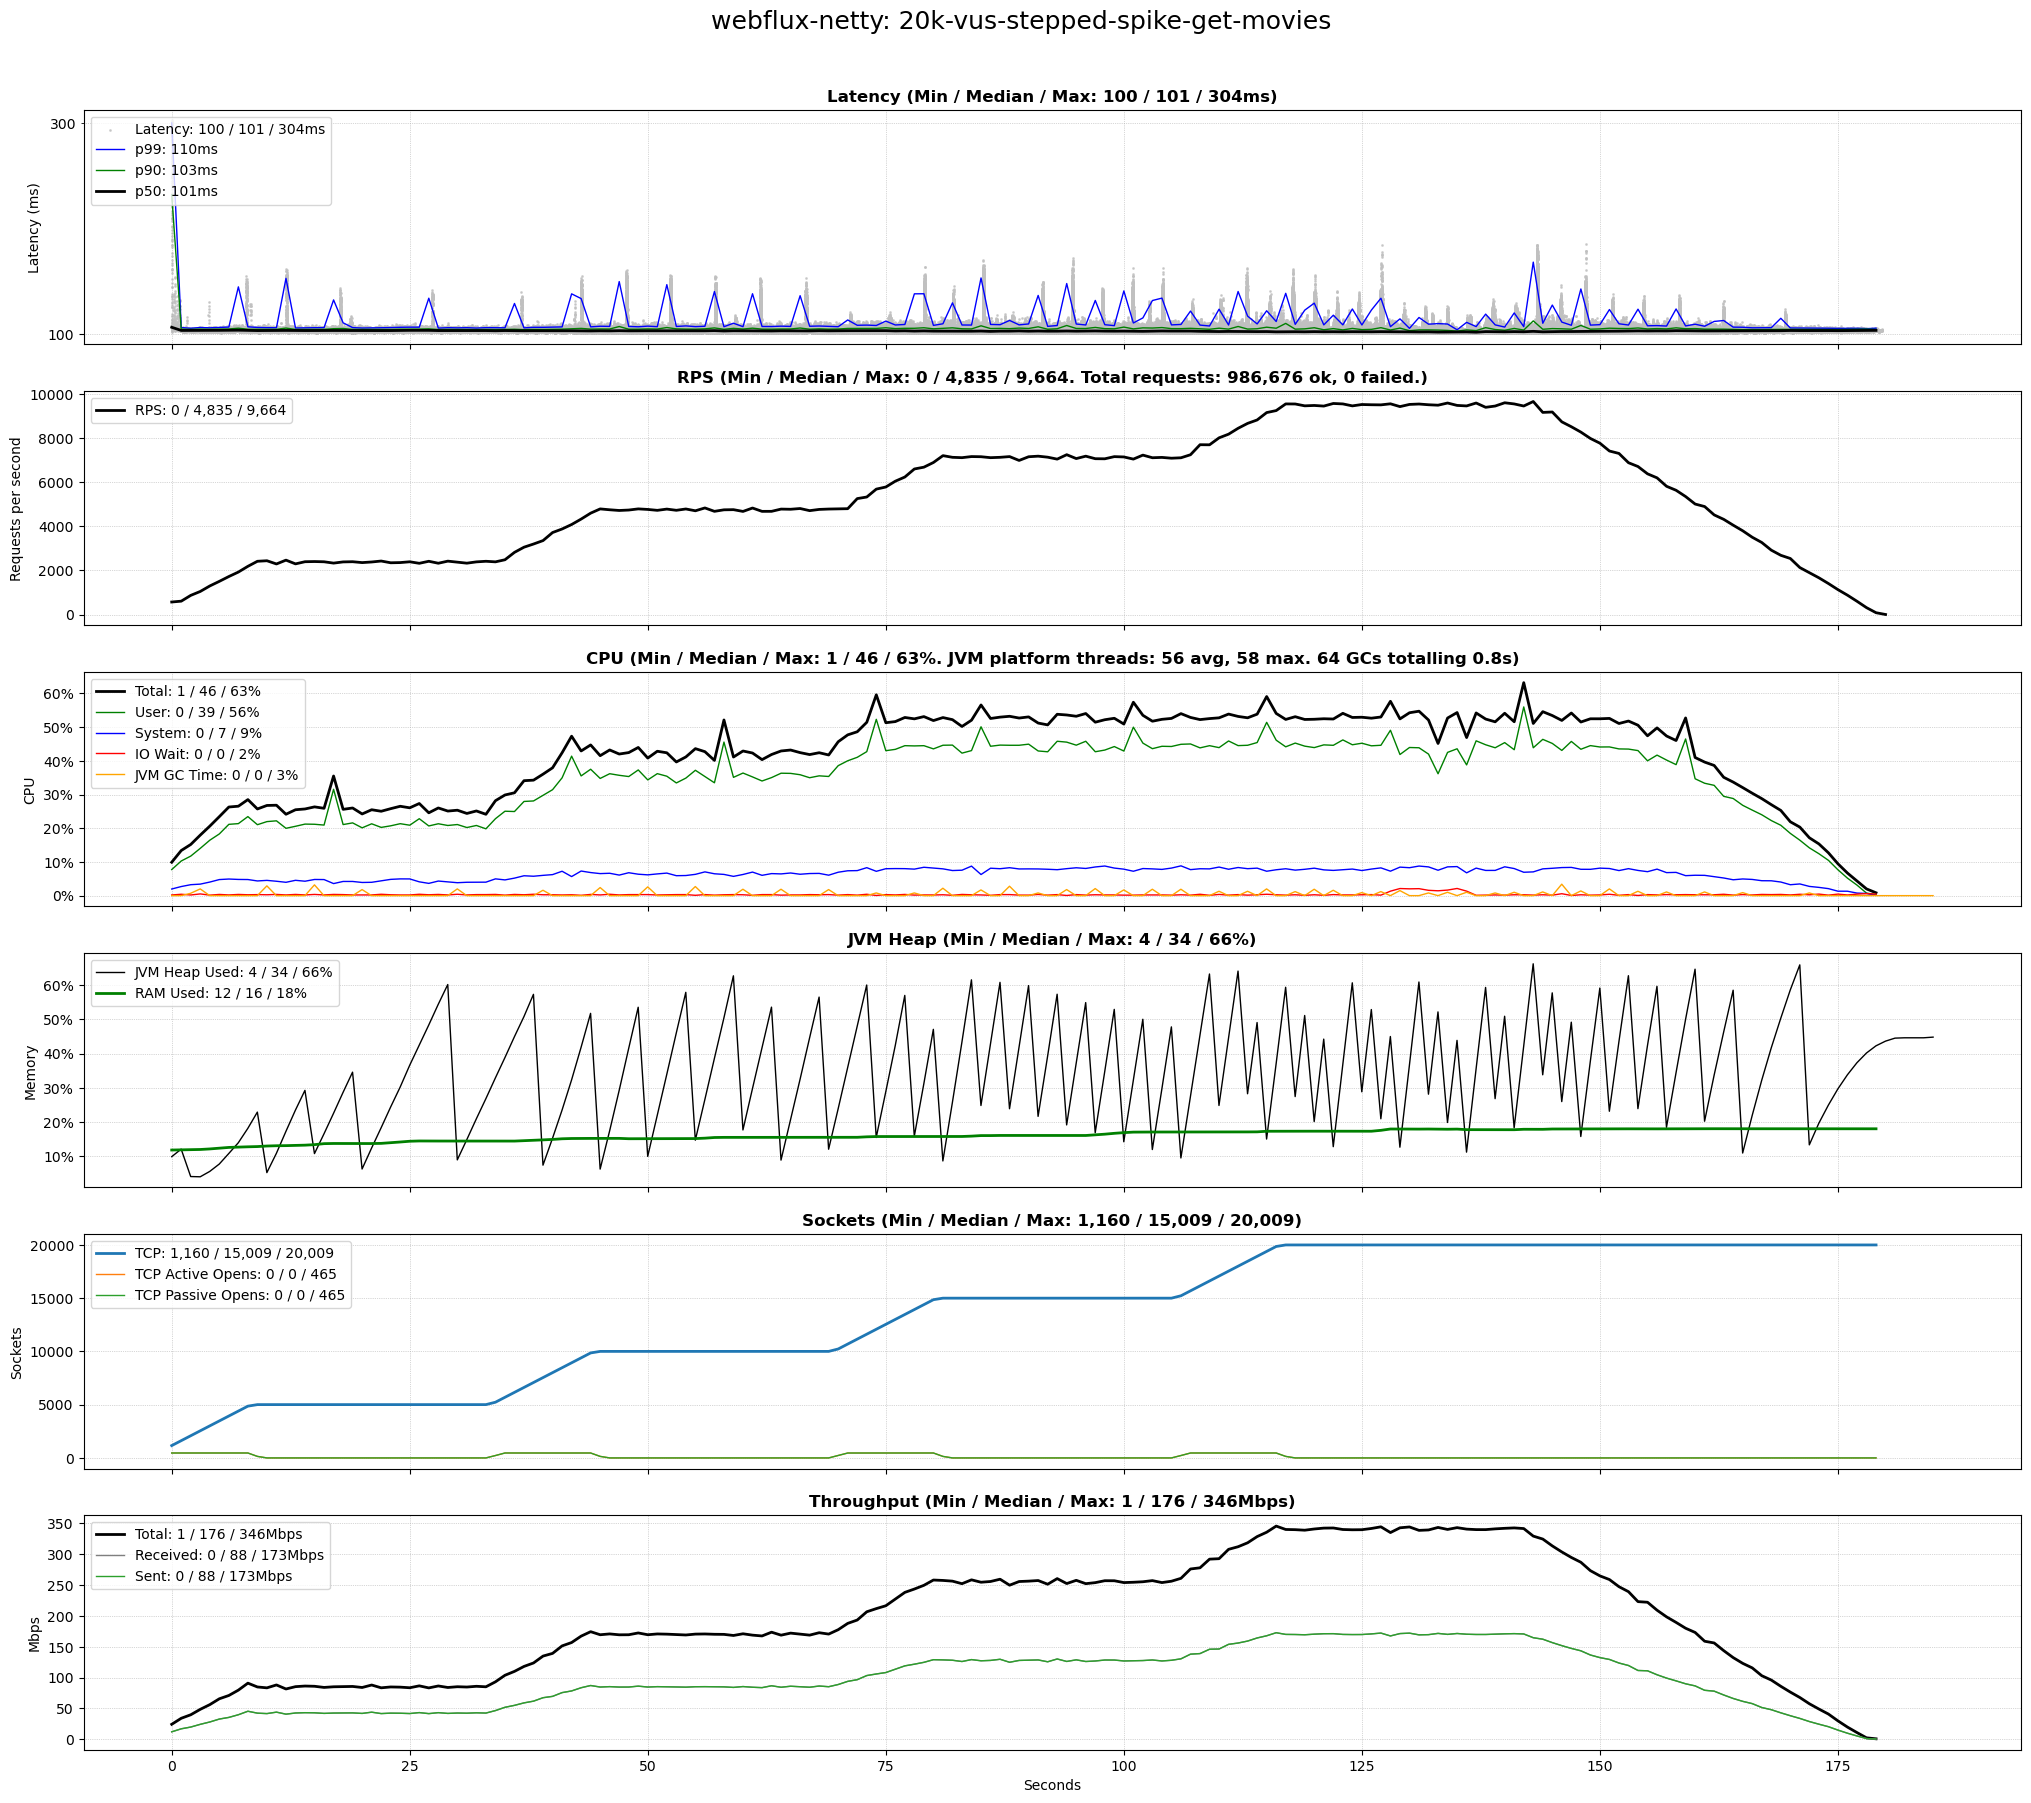 webflux-netty: 20k-vus-stepped-spike-get-movies
Latency (Min / Median / Max: 100 / 101 / 304ms)
Latency (ms)
300
100
Latency: 100 / 101 / 304ms
p99: 110ms
p90: 103ms
p50: 101ms
RPS (Min / Median / Max: 0 / 4,835 / 9,664. Total requests: 986,676 ok, 0 failed.)
Requests per second
10000
8000
6000
4000
2000
0
RPS: 0 / 4,835 / 9,664
CPU (Min / Median / Max: 1 / 46 / 63%. JVM platform threads: 56 avg, 58 max. 64 GCs totalling 0.8s)
CPU
60%
50%
40%
30%
20%
10%
0%
Total: 1 / 46 / 63%
User: 0 / 39 / 56%
System: 0 / 7 / 9%
IO Wait: 0 / 0 / 2%
JVM GC Time: 0 / 0 / 3%
JVM Heap (Min / Median / Max: 4 / 34 / 66%)
Memory
60%
50%
40%
30%
20%
10%
JVM Heap Used: 4 / 34 / 66%
RAM Used: 12 / 16 / 18%
Sockets (Min / Median / Max: 1,160 / 15,009 / 20,009)
Sockets
20000
15000
10000
5000
0
TCP: 1,160 / 15,009 / 20,009
TCP Active Opens: 0 / 0 / 465
TCP Passive Opens: 0 / 0 / 465
Throughput (Min / Median / Max: 1 / 176 / 346Mbps)
Mbps
350
300
250
200
150
100
50
0
Total: 1 / 176 / 346Mbps
Received: 0 / 88 / 173Mbps
Sent: 0 / 88 / 173Mbps
0 25 50 75 100 125 150 175
Seconds